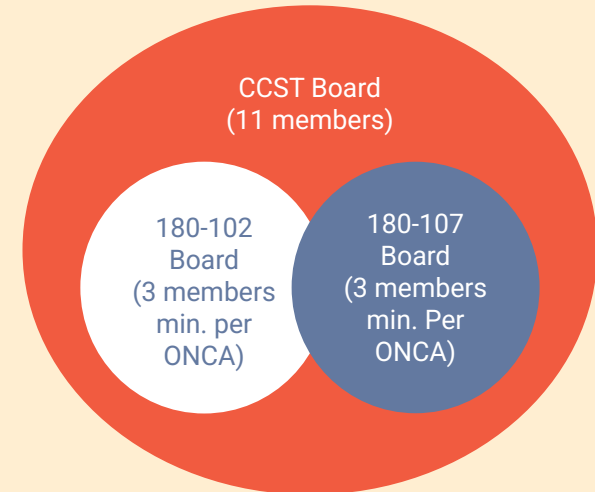 CCST Board
(11 members)
180-102
Board
(3 members
min. per
ONCA)
180-107
Board
(3 members
min. Per
ONCA)